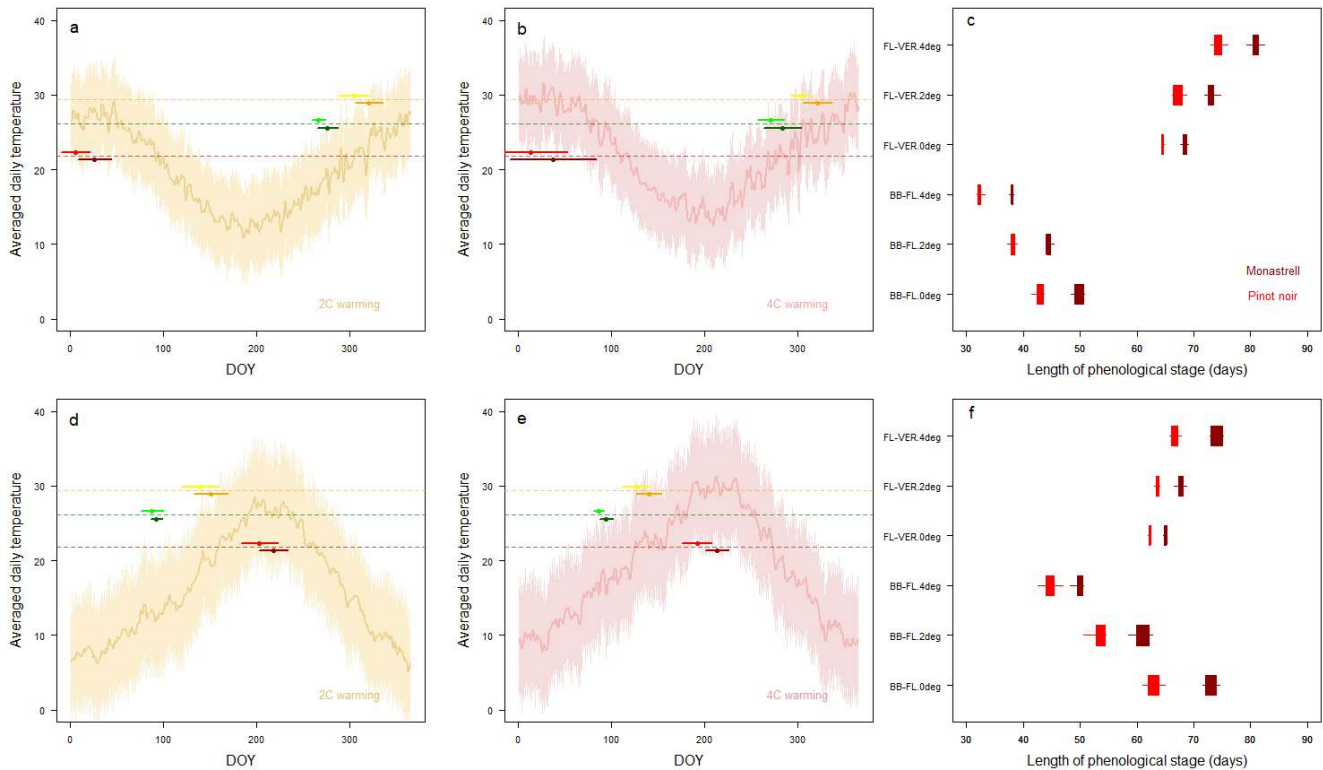 a
Averaged daily temperature
40
30
20
10
0
2C warming
0
100
200
300
DOY
b
Averaged daily temperature
40
30
20
10
0
4C warming
0
100
200
300
DOY
c
FL-VER.4deg
FL-VER.2deg
FL-VER.0deg
BB-FL.4deg
BB-FL.2deg
BB-FL.0deg
Monastrell
Pinot noir
30 40 50 60 70 80 90
Length of phenological stage (days)
d
Averaged daily temperature
40
30
20
10
0
2C warming
0
100
200
300
DOY
e
Averaged daily temperature
40
30
20
10
0
4C warming
0
100
200
300
DOY
f
FL-VER.4deg
FL-VER.2deg
FL-VER.0deg
BB-FL.4deg
BB-FL.2deg
BB-FL.0deg
30 40 50 60 70 80 90
Length of phenological stage (days)